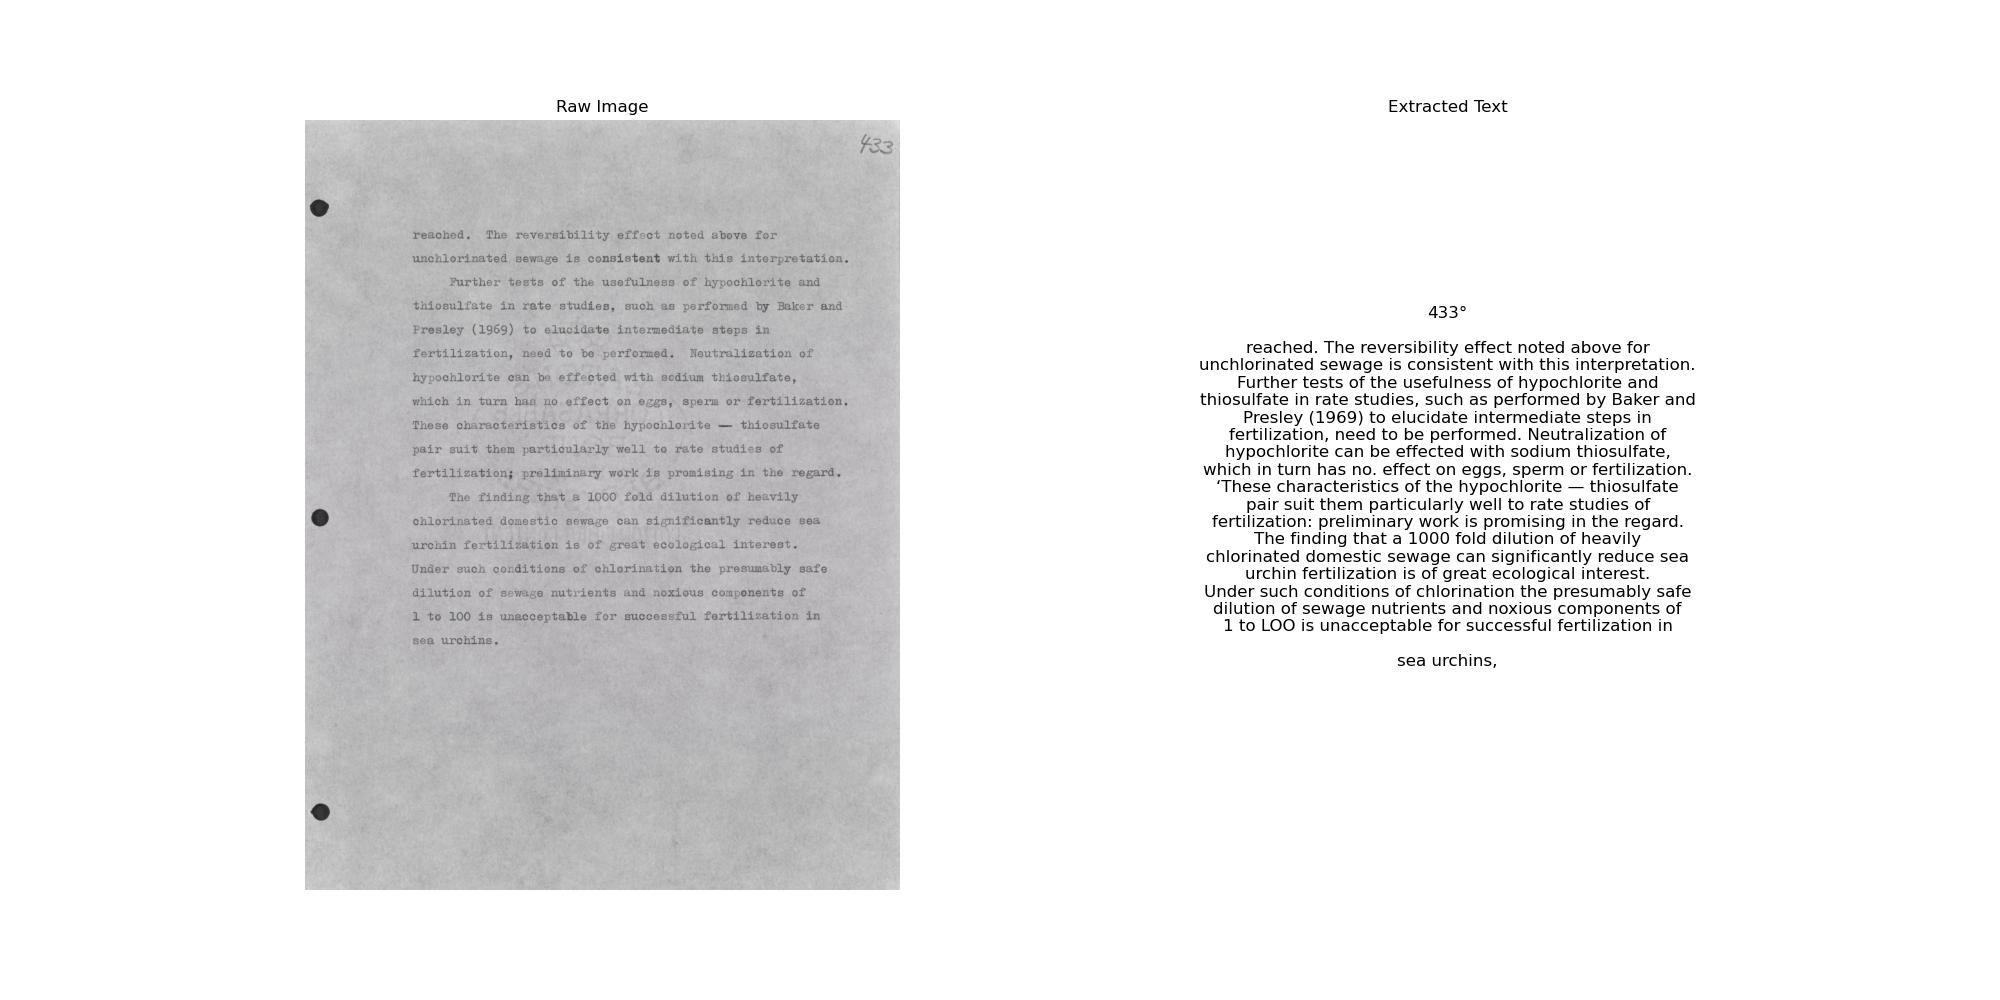 Raw Image
433
reached. The reversibility effect noted above for
unchlorinated sewage is consistent with this interpretation.
Further tests of the usefulness of hypochlorite and
thiosulfate in rate studies, such as performed by Baker and
Presley (1969) to elucidate intermediate steps in
fertilization, need to be performed. Neutralization of
hypochlorite can be effected with sodium thiosulfate,
which in turn has no effect on eggs, sperm or fertilization.
These characteristics of the hypochlorite — thiosulfate
pair suit them particularly well to rate studies of
fertilization; preliminary work is promising in the regard.
The finding that a 1000 fold dilution of heavily
chlorinated domestic sewage can significantly reduce sea
urchin fertilization is of great ecological interest.
Under such conditions of chlorination the presumably safe
dilution of sewage nutrients and noxious components of
1 to 100 is unacceptable for successful fertilization in
sea urchins.
Extracted Text
433°
reached. The reversibility effect noted above for
unchlorinated sewage is consistent with this interpretation.
Further tests of the usefulness of hypochlorite and
thiosulfate in rate studies, such as performed by Baker and
Presley (1969) to elucidate intermediate steps in
fertilization, need to be performed. Neutralization of
hypochlorite can be effected with sodium thiosulfate,
which in turn has no. effect on eggs, sperm or fertilization.
‘These characteristics of the hypochlorite — thiosulfate
pair suit them particularly well to rate studies of
fertilization: preliminary work is promising in the regard.
The finding that a 1000 fold dilution of heavily
chlorinated domestic sewage can significantly reduce sea
urchin fertilization is of great ecological interest.
Under such conditions of chlorination the presumably safe
dilution of sewage nutrients and noxious components of
1 to LOO is unacceptable for successful fertilization in
sea urchins,